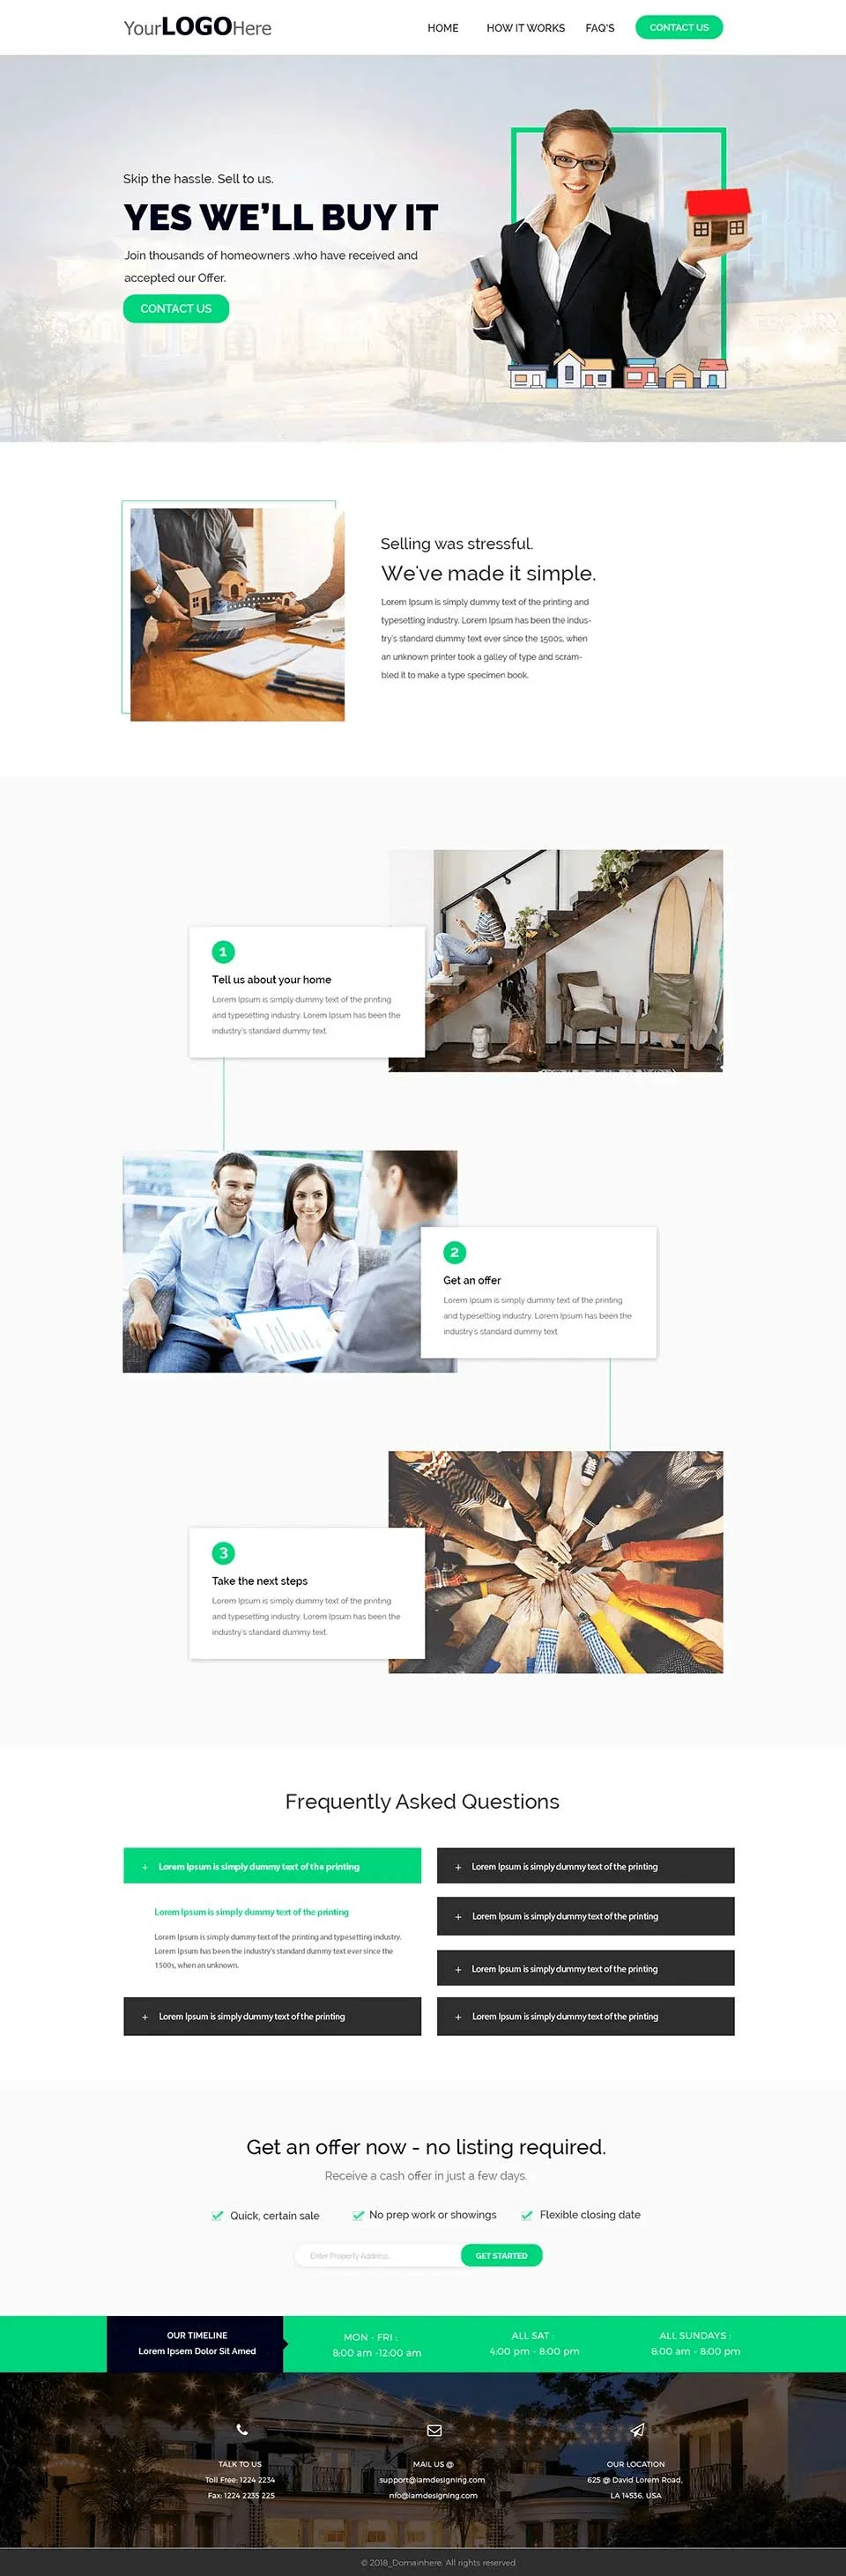 YourLOGOHere
HOME HOW IT WORKS FAQ'S CONTACT US
Skip the hassle. Sell to us.
YES WE'LL BUY IT
Join thousands of homeowners .who have received and
accepted our Offer.
CONTACT US
Selling was stressful.
We've made it simple.
Lorem Ipsum is simply dummy text of the printing and
typesetting industry. Lorem Ipsum has been the indus-
try's standard dummy text ever since the 1500s, when
an unknown printer took a galley of type and scram-
bled it to make a type specimen book.
1
Tell us about your home
Lorem Ipsum is simply dummy text of the printing
and typesetting industry. Lorem Ipsum has been the
industry's standard dummy text.
2
Get an offer
Lorem Ipsum is simply dummy text of the printing
and typesetting industry. Lorem Ipsum has been the
industry's standard dummy text.
3
Take the next steps
Lorem Ipsum is simply dummy text of the printing
and typesetting industry. Lorem Ipsum has been the
industry's standard dummy text.
Frequently Asked Questions
+ Lorem Ipsum is simply dummy text of the printing
Lorem Ipsum is simply dummy text of the printing
Lorem Ipsum is simply dummy text of the printing and typesetting industry.
Lorem Ipsum has been the industry's standard dummy text ever since the
1500s, when an unknown.
+ Lorem Ipsum is simply dummy text of the printing
+ Lorem Ipsum is simply dummy text of the printing
+ Lorem Ipsum is simply dummy text of the printing
+ Lorem Ipsum is simply dummy text of the printing
+ Lorem Ipsum is simply dummy text of the printing
Get an offer now - no listing required.
Receive a cash offer in just a few days.
Quick, certain sale No prep work or showings Flexible closing date
Enter Property Address... GET STARTED
OUR TIMELINE
Lorem Ipsem Dolor Sit Amed
MON - FRI :
8:00 am -12:00 am
ALL SAT :
4:00 pm - 8:00 pm
ALL SUNDAYS :
8:00 am - 8:00 pm
TALK TO US
Toll Free: 1224 2234
Fax: 1224 2235 225
MAIL US @
support@iamdesigning.com
nfo@iamdesigning.com
OUR LOCATION
625 @ David Lorem Road,
LA 14536, USA
© 2018_Domainhere. All rights reserved